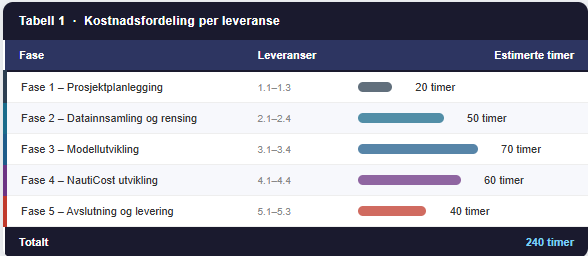 Tabell 1 · Kostnadsfordeling per leveranse
Fase Leveranser Estimerte timer
Fase 1 – Prosjektplanlegging 1.1–1.3 20 timer
Fase 2 – Datainnsamling og rensing 2.1–2.4 50 timer
Fase 3 – Modellutvikling 3.1–3.4 70 timer
Fase 4 – NautiCost utvikling 4.1–4.4 60 timer
Fase 5 – Avslutning og levering 5.1–5.3 40 timer
Totalt 240 timer